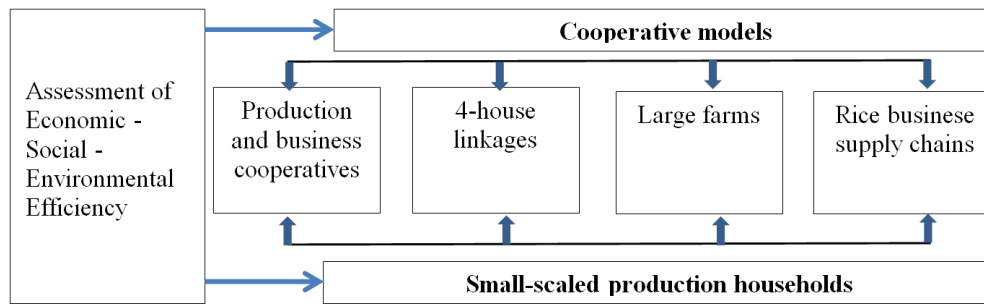 Cooperative models
Assessment of
Economic -
Social -
Environmental
Efficiency
Production
and business
cooperatives
4-house
linkages
Large farms
Rice businese
supply chains
Small-scaled production households